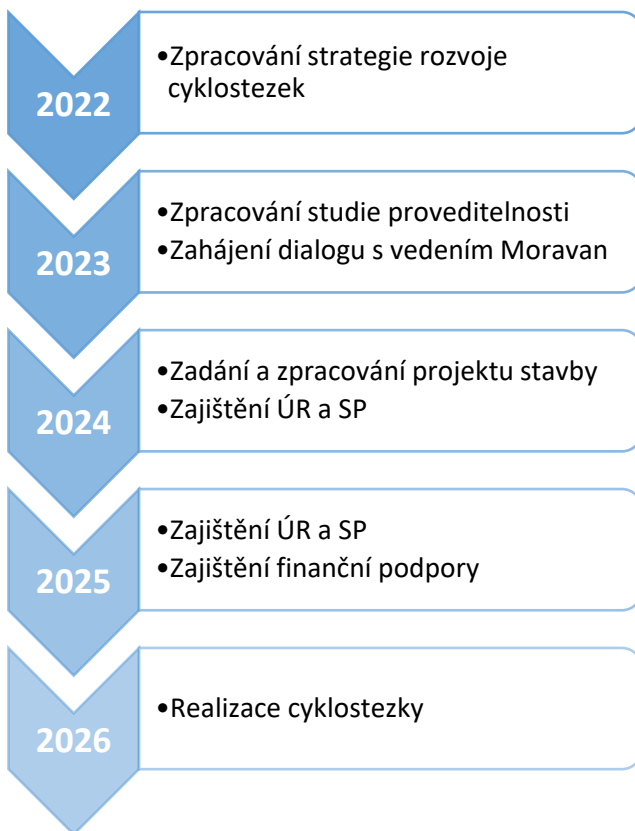 2022
•Zpracování strategie rozvoje
cyklostezek
2023
•Zpracování studie proveditelnosti
•Zahájení dialogu s vedením Moravan
2024
•Zadání a zpracování projektu stavby
•Zajištění ÚR a SP
2025
•Zajištění ÚR a SP
•Zajištění finanční podpory
2026
•Realizace cyklostezky